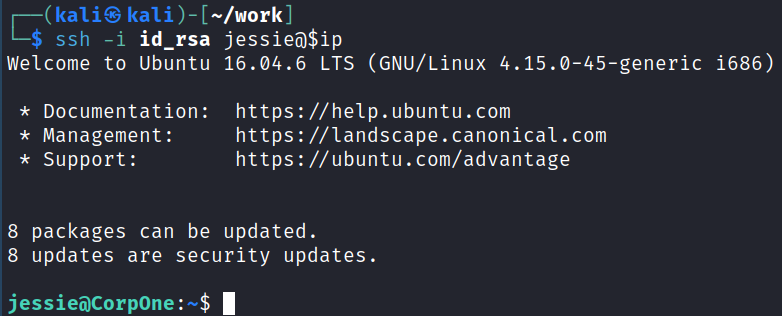 ┌──(kali㉿kali)-[~/work]
└─$ ssh -i id_rsa jessie@$ip
Welcome to Ubuntu 16.04.6 LTS (GNU/Linux 4.15.0-45-generic i686)
* Documentation:  https://help.ubuntu.com
* Management:     https://landscape.canonical.com
* Support:        https://ubuntu.com/advantage
8 packages can be updated.
8 updates are security updates.
jessie@CorpOne:~$